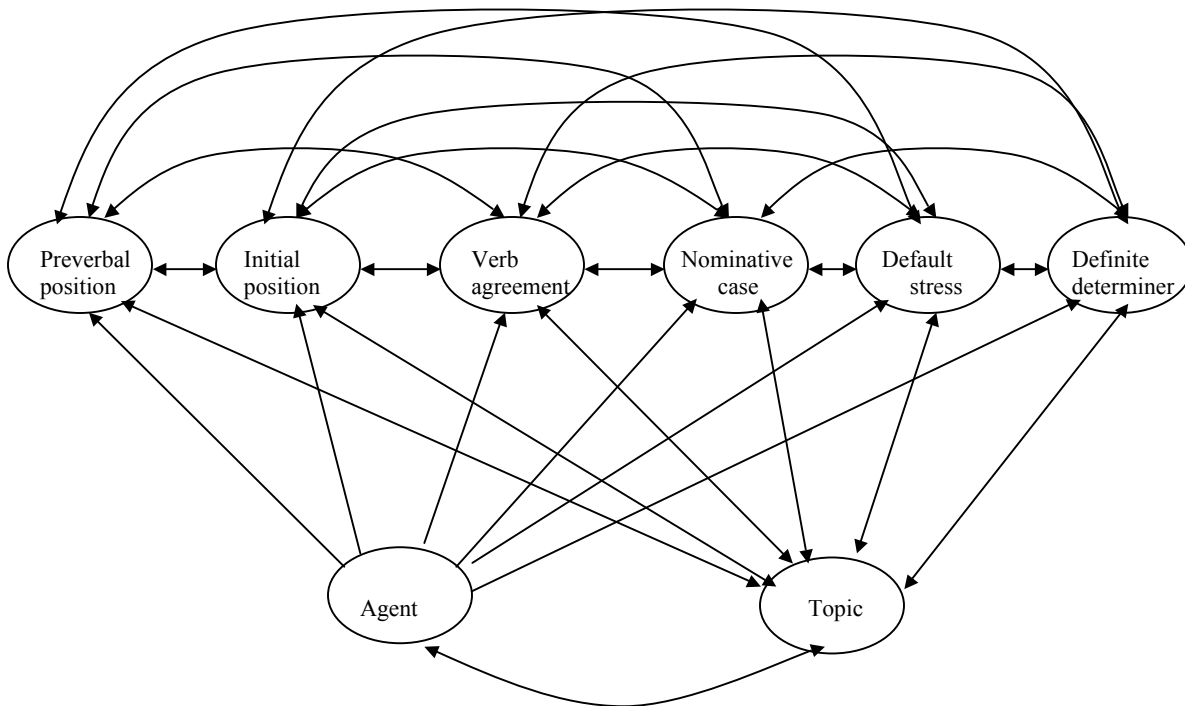 Preverbal
position
Initial
position
Verb
agreement
Nominative
case
Default
stress
Definite
determiner
Agent
Topic